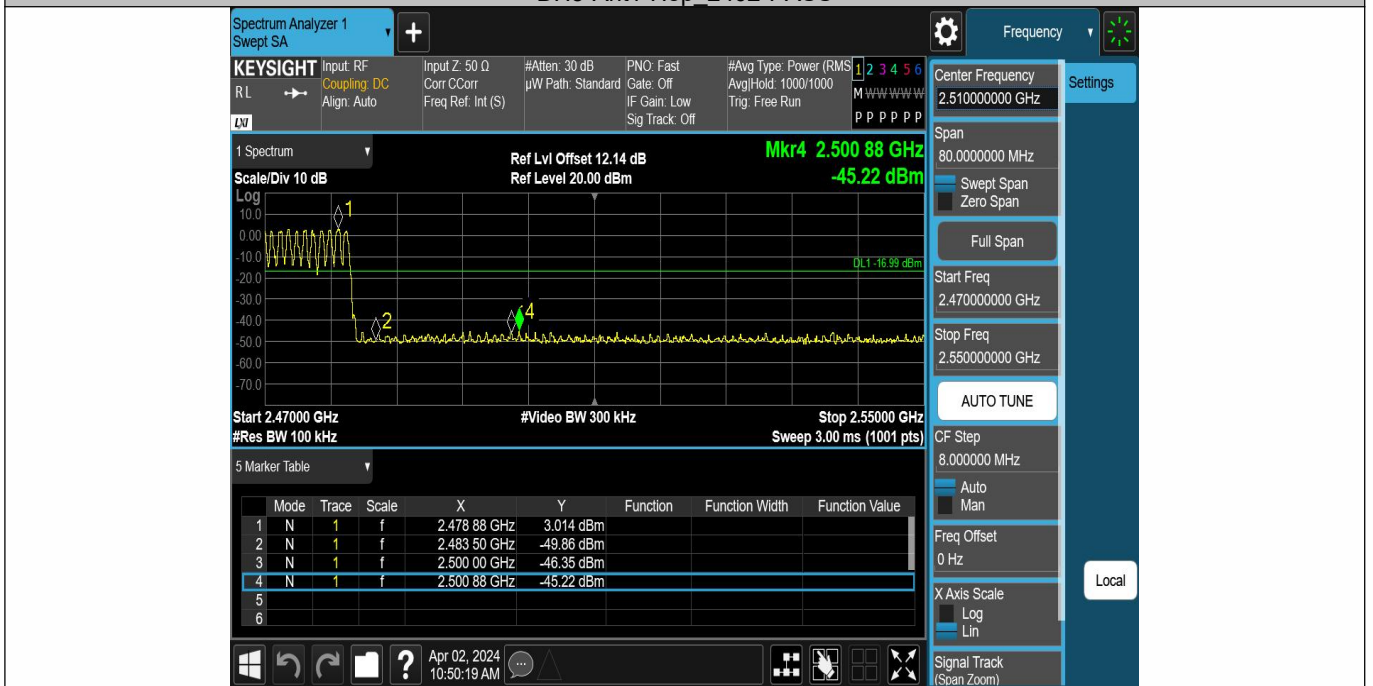 Spectrum Analyzer 1
Swept SA
+
Frequency
KEYSIGHT
RL
LXI
Input: RF
Coupling: DC
Align: Auto
Input Z: 50 Ω
Corr CCorr
Freq Ref: Int (S)
#Atten: 30 dB
µW Path: Standard
PNO: Fast
Gate: Off
IF Gain: Low
Sig Track: Off
#Avg Type: Power (RMS
Avg|Hold: 1000/1000
Trig: Free Run
1 2 3 4 5 6
M W W W W W
P P P P P P
1 Spectrum
Scale/Div 10 dB
Ref Lvl Offset 12.14 dB
Ref Level 20.00 dBm
Mkr4 2.500 88 GHz
-45.22 dBm
Log
10.0
0.00
-10.0
-20.0
-30.0
-40.0
-50.0
-60.0
-70.0
1
2
4
DL1 -16.99 dBm
Start 2.47000 GHz
#Video BW 300 kHz
Stop 2.55000 GHz
#Res BW 100 kHz
Sweep 3.00 ms (1001 pts)
5 Marker Table
Mode Trace Scale X Y Function Function Width Function Value
1 N 1 f 2.478 88 GHz 3.014 dBm
2 N 1 f 2.483 50 GHz -49.86 dBm
3 N 1 f 2.500 00 GHz -46.35 dBm
4 N 1 f 2.500 88 GHz -45.22 dBm
5
6
?
Apr 02, 2024
10:50:19 AM
Center Frequency
2.510000000 GHz
Settings
Span
80.0000000 MHz
Swept Span
Zero Span
Full Span
Start Freq
2.470000000 GHz
Stop Freq
2.550000000 GHz
AUTO TUNE
CF Step
8.000000 MHz
Auto
Man
Freq Offset
0 Hz
Local
X Axis Scale
Log
Lin
Signal Track
(Span Zoom)